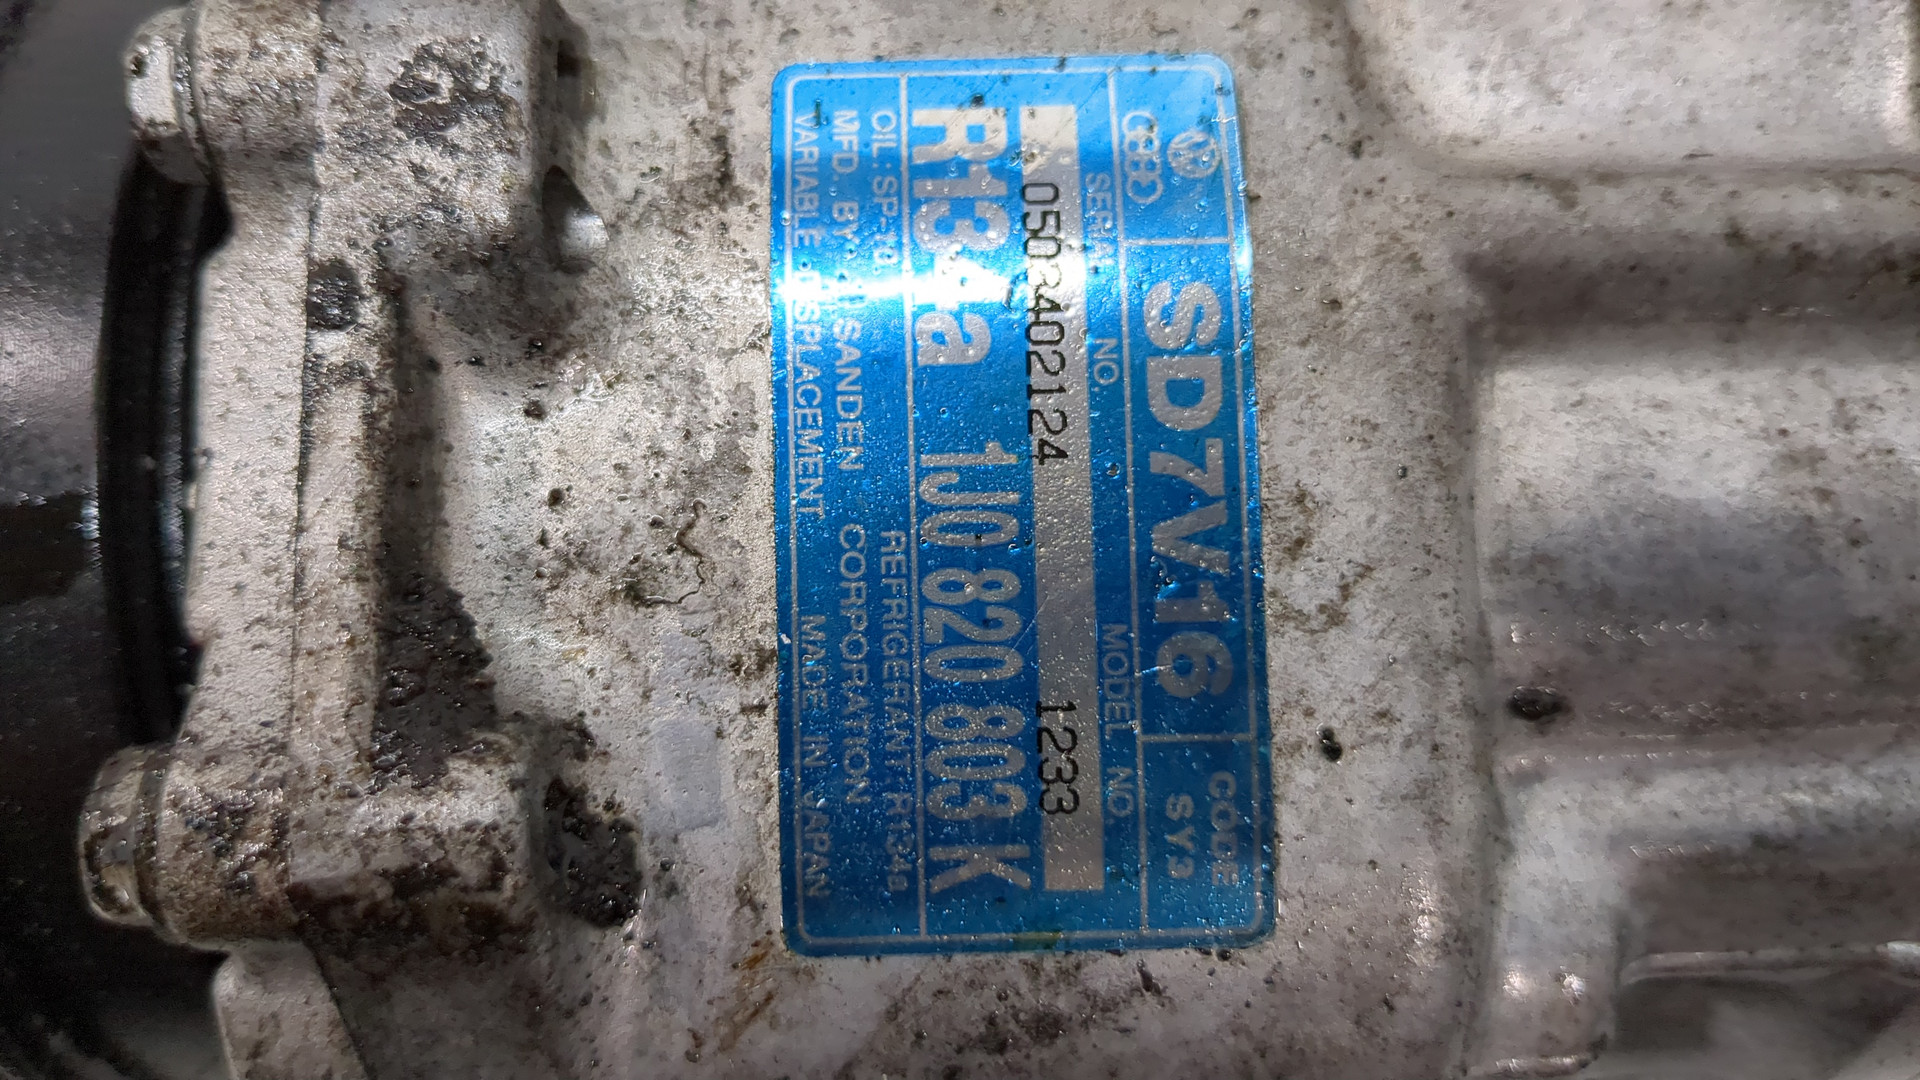 SD7V16
CODE
SY3
SERIAL NO. MODEL NO.
0502402124 1233
R134a 1J0 820 803 K
OIL: SP-10, REFRIGERANT R134a
MFD. BY SANDEN CORPORATION
VARIABLE DISPLACEMENT MADE IN JAPAN